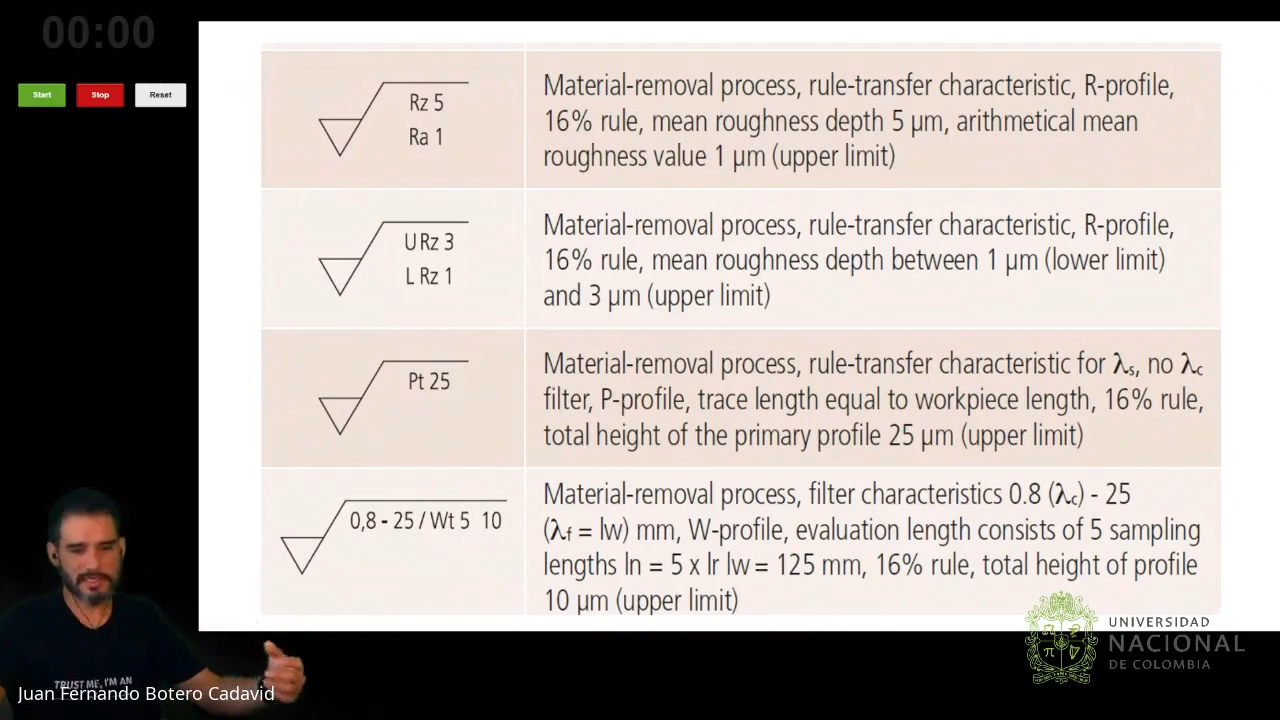 00:00
Start Stop Reset
Rz 5
Ra 1
Material-removal process, rule-transfer characteristic, R-profile,
16% rule, mean roughness depth 5 μm, arithmetical mean
roughness value 1 μm (upper limit)
U Rz 3
L Rz 1
Material-removal process, rule-transfer characteristic, R-profile,
16% rule, mean roughness depth between 1 μm (lower limit)
and 3 μm (upper limit)
Pt 25
Material-removal process, rule-transfer characteristic for λs, no λc
filter, P-profile, trace length equal to workpiece length, 16% rule,
total height of the primary profile 25 μm (upper limit)
0,8 - 25 / Wt 5 10
Material-removal process, filter characteristics 0.8 (λc) - 25
(λf = lw) mm, W-profile, evaluation length consists of 5 sampling
lengths ln = 5 x lr lw = 125 mm, 16% rule, total height of profile
10 μm (upper limit)
UNIVERSIDAD
NACIONAL
DE COLOMBIA
TRUST ME, I'M AN
Juan Fernando Botero Cadavid